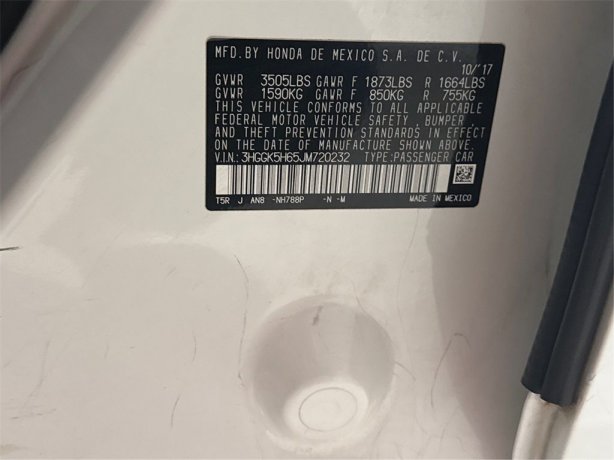 MFD.BY HONDA DE MEXICO S.A. DE C.V.
10/'17
GVWR 3505LBS GAWR F 1873LBS R 1664LBS
GVWR 1590KG GAWR F 850KG R 755KG
THIS VEHICLE CONFORMS TO ALL APPLICABLE
FEDERAL MOTOR VEHICLE SAFETY , BUMPER ,
AND THEFT PREVENTION STANDARDS IN EFFECT
ON THE DATE OF MANUFACTURE SHOWN ABOVE.
V.I.N.: 3HGGK5H65JM720232 TYPE:PASSENGER CAR
T5R J AN8 -NH788P -N -M MADE IN MEXICO